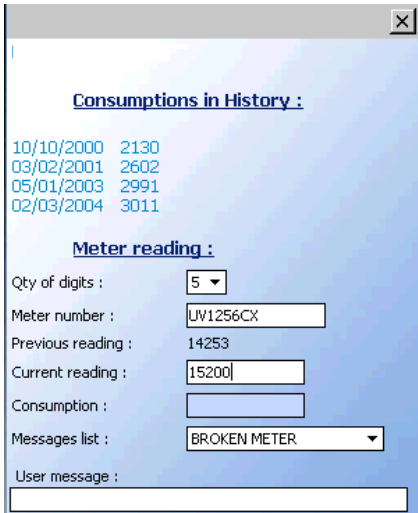 Consumptions in History :
10/10/2000 2130
03/02/2001 2602
05/01/2003 2991
02/03/2004 3011
Meter reading :
Qty of digits : 5
Meter number : UV1256CX
Previous reading : 14253
Current reading : 15200
Consumption :
Messages list : BROKEN METER
User message :